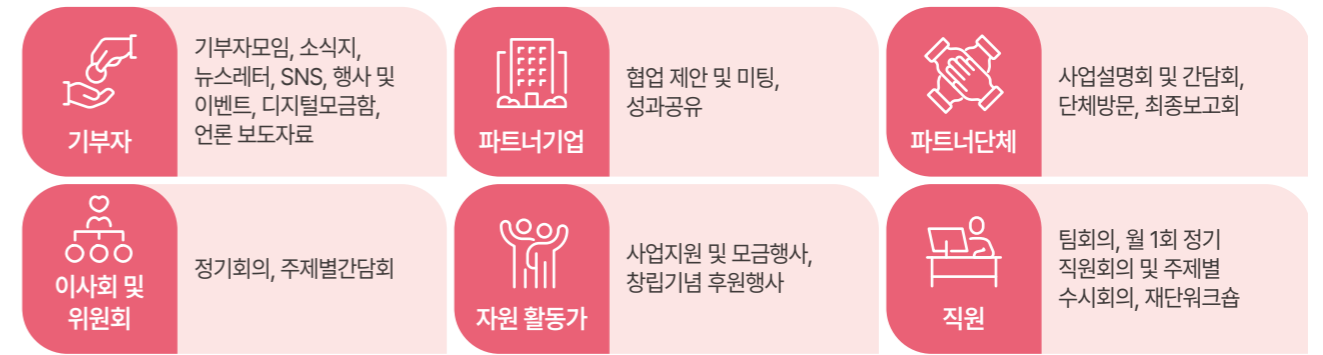 기부자
기부자모임, 소식지,
뉴스레터, SNS, 행사 및
이벤트, 디지털모금함,
언론 보도자료
파트너기업
협업 제안 및 미팅,
성과공유
파트너단체
사업설명회 및 간담회,
단체방문, 최종보고회
이사회 및
위원회
정기회의, 주제별간담회
자원 활동가
사업지원 및 모금행사,
창립기념 후원행사
직원
팀회의, 월 1회 정기
직원회의 및 주제별
수시회의, 재단워크숍